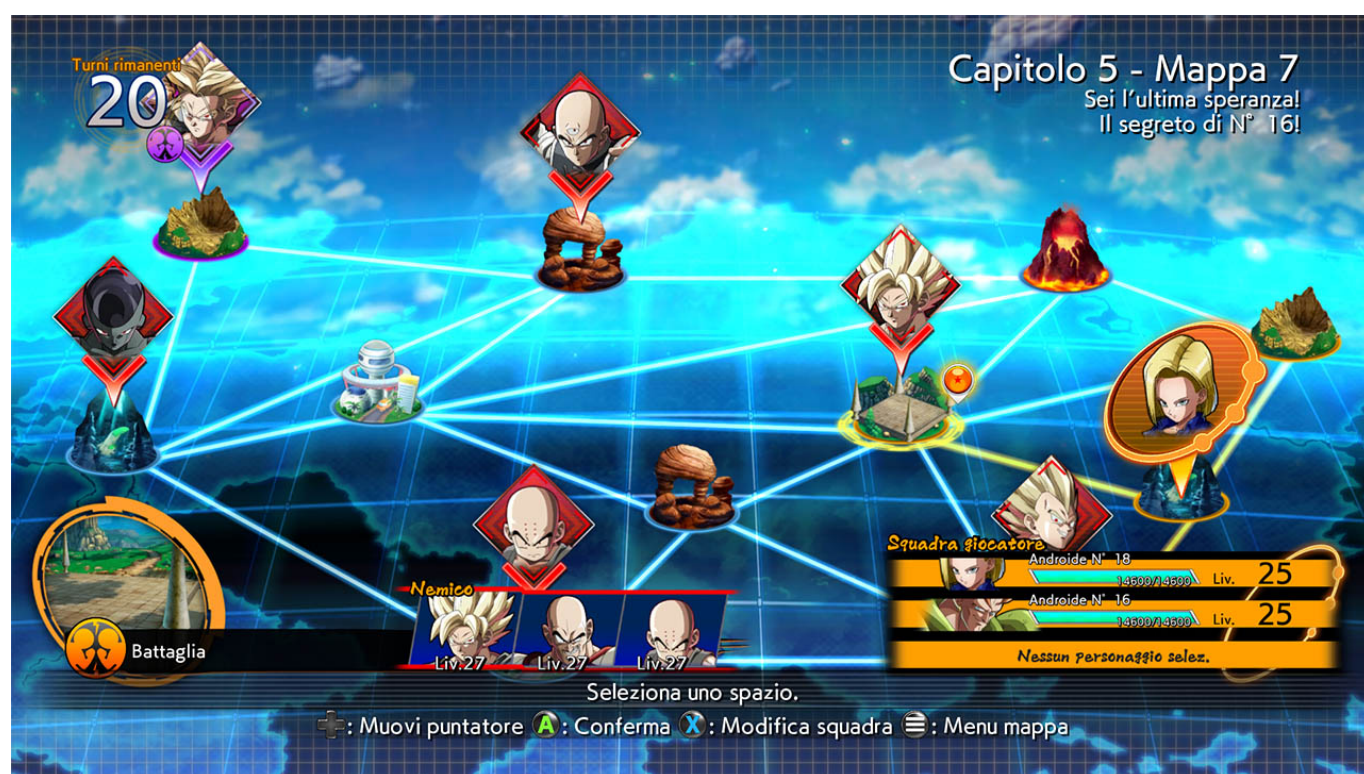 Turni rimanenti
20
Capitolo 5 - Mappa 7
Sei l'ultima speranza!
Il segreto di N° 16!
Squadra giocatore
Androide N° 18
14600/14600 Liv. 25
Androide N° 16
14600/14600 Liv. 25
Nessun personaggio selez.
Nemico
Liv.27 Liv.27 Liv.27
Battaglia
Seleziona uno spazio.
: Muovi puntatore A : Conferma X : Modifica squadra : Menu mappa